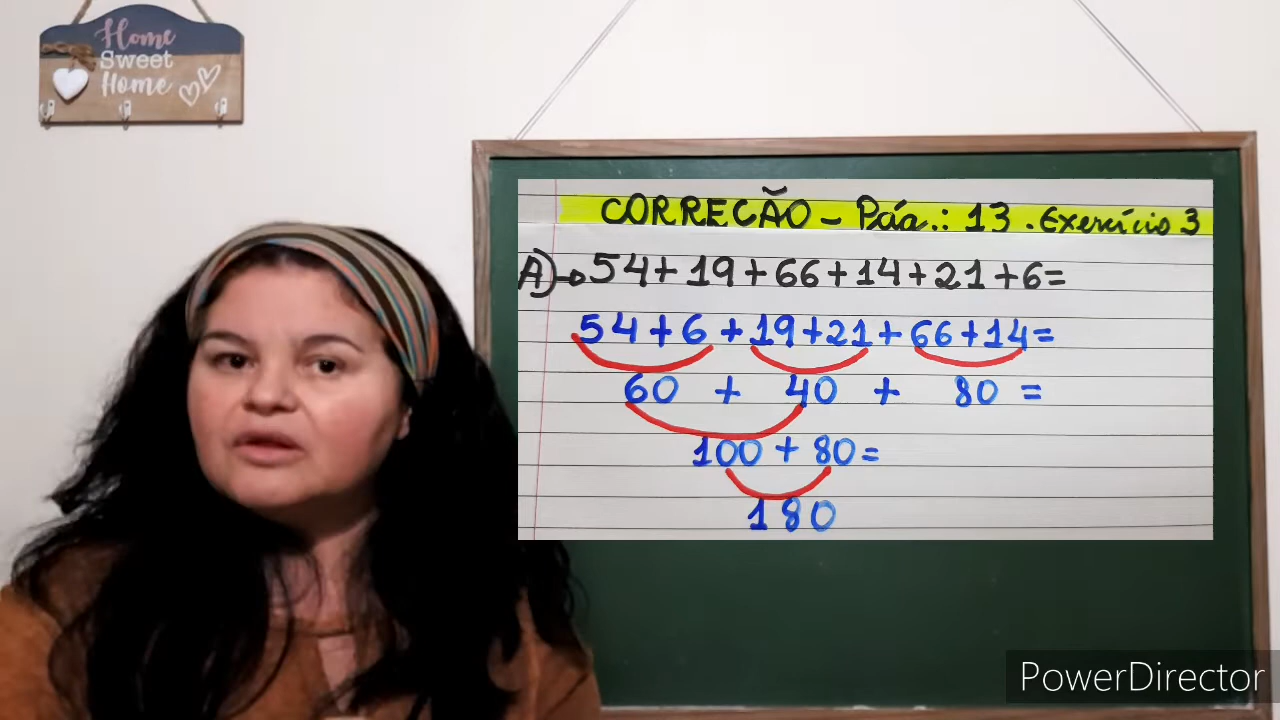 Home
Sweet
Home
CORREÇÃO - Pág.: 13 . Exercício 3
A)→ 54+19+66+14+21+6=
54+6+19+21+66+14=
60 + 40 + 80 =
100 + 80 =
180
PowerDirector